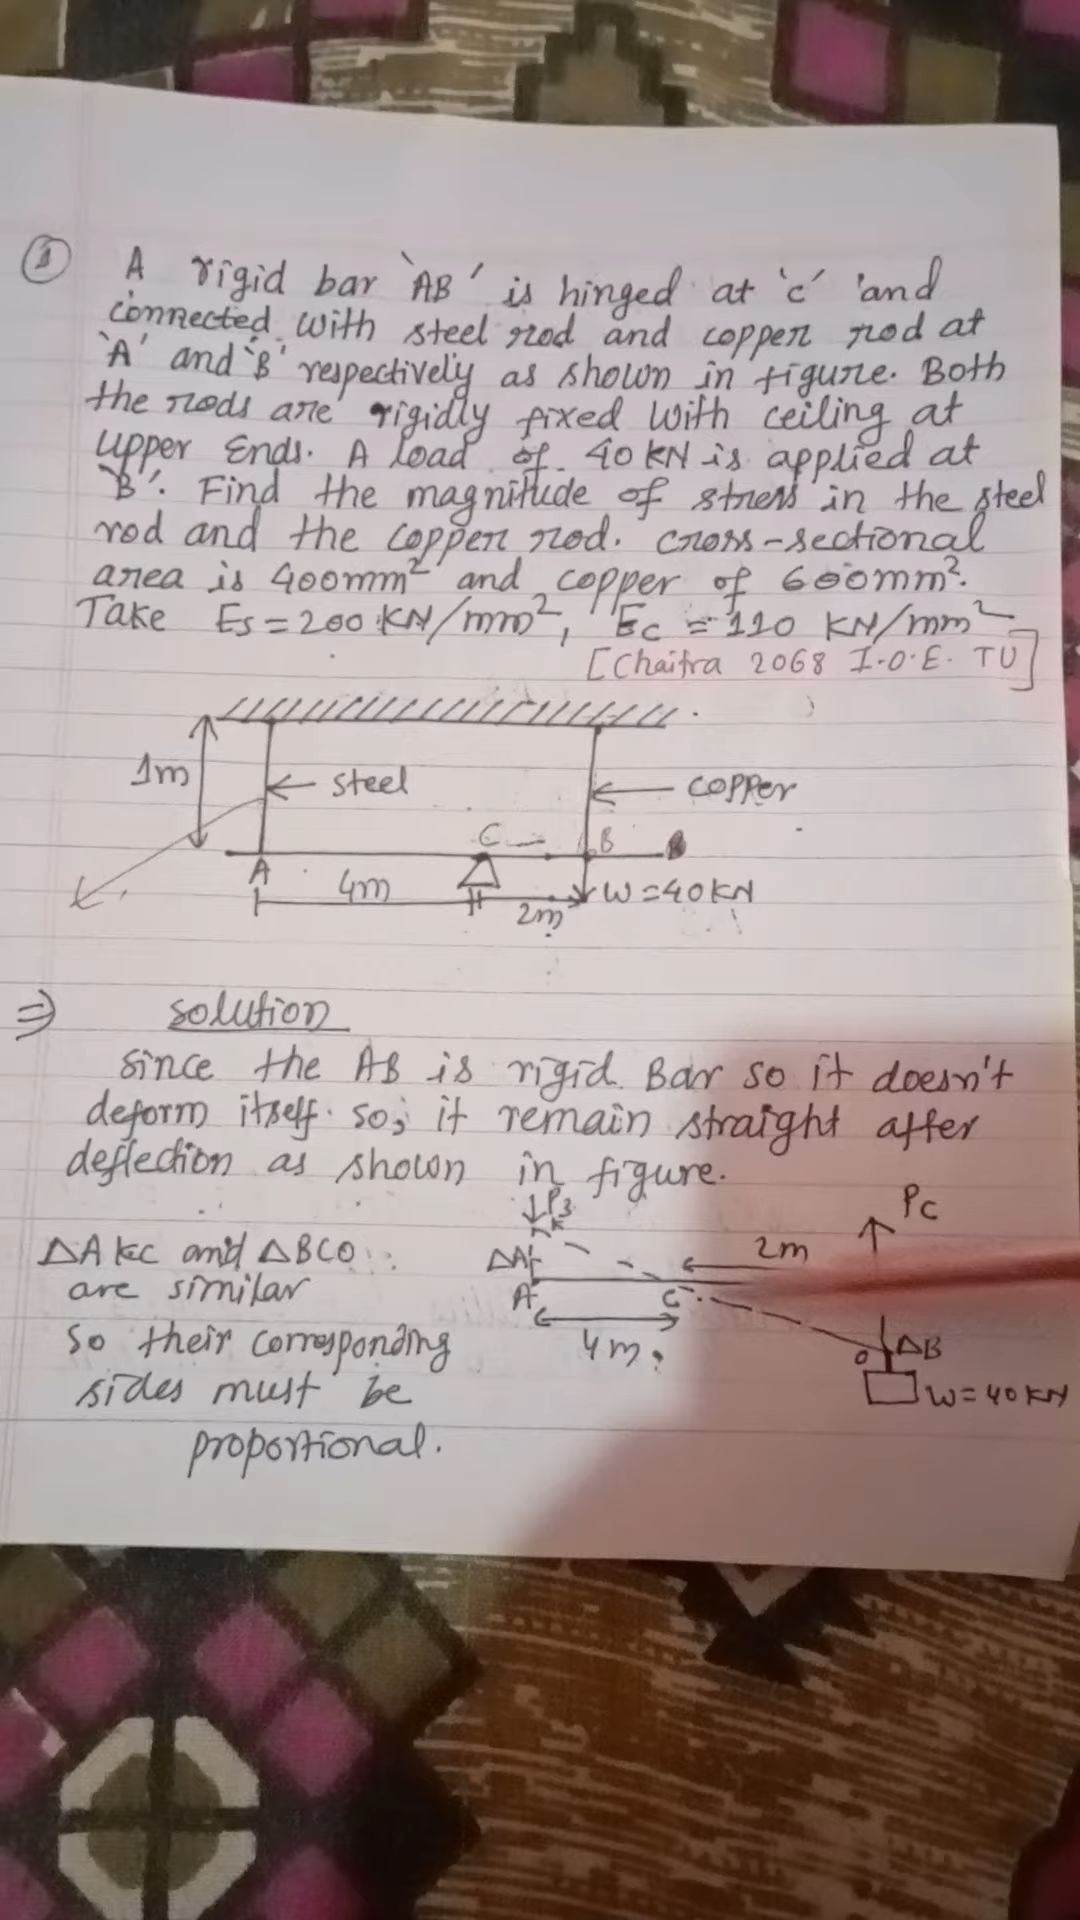 1
A rigid bar `AB' is hinged at `c' 'and
connected with steel rod and copper rod at
`A' and `B' respectively as shown in figure. Both
the rods are rigidly fixed with ceiling at
upper Ends. A load of 40 KN is applied at
`B'. Find the magnitude of stress in the steel
rod and the copper rod. cross-sectional
area is 400mm² and copper of 600mm².
Take Es = 200 KN/mm²,
[Chaitra 2068 I.O.E. TU]
1m
steel
copper
C
B
A
4m
2m
W = 40 KN
⇒ solution
Since the AB is rigid Bar so it doesn't
deform itself. so, it remain straight after
deflection as shown in figure.
ΔAKC and ΔBCO
are similar
so their corresponding
sides must be
proportional.
K
Pc
2m
A
C
4m
ΔB
O
W = 40 KN